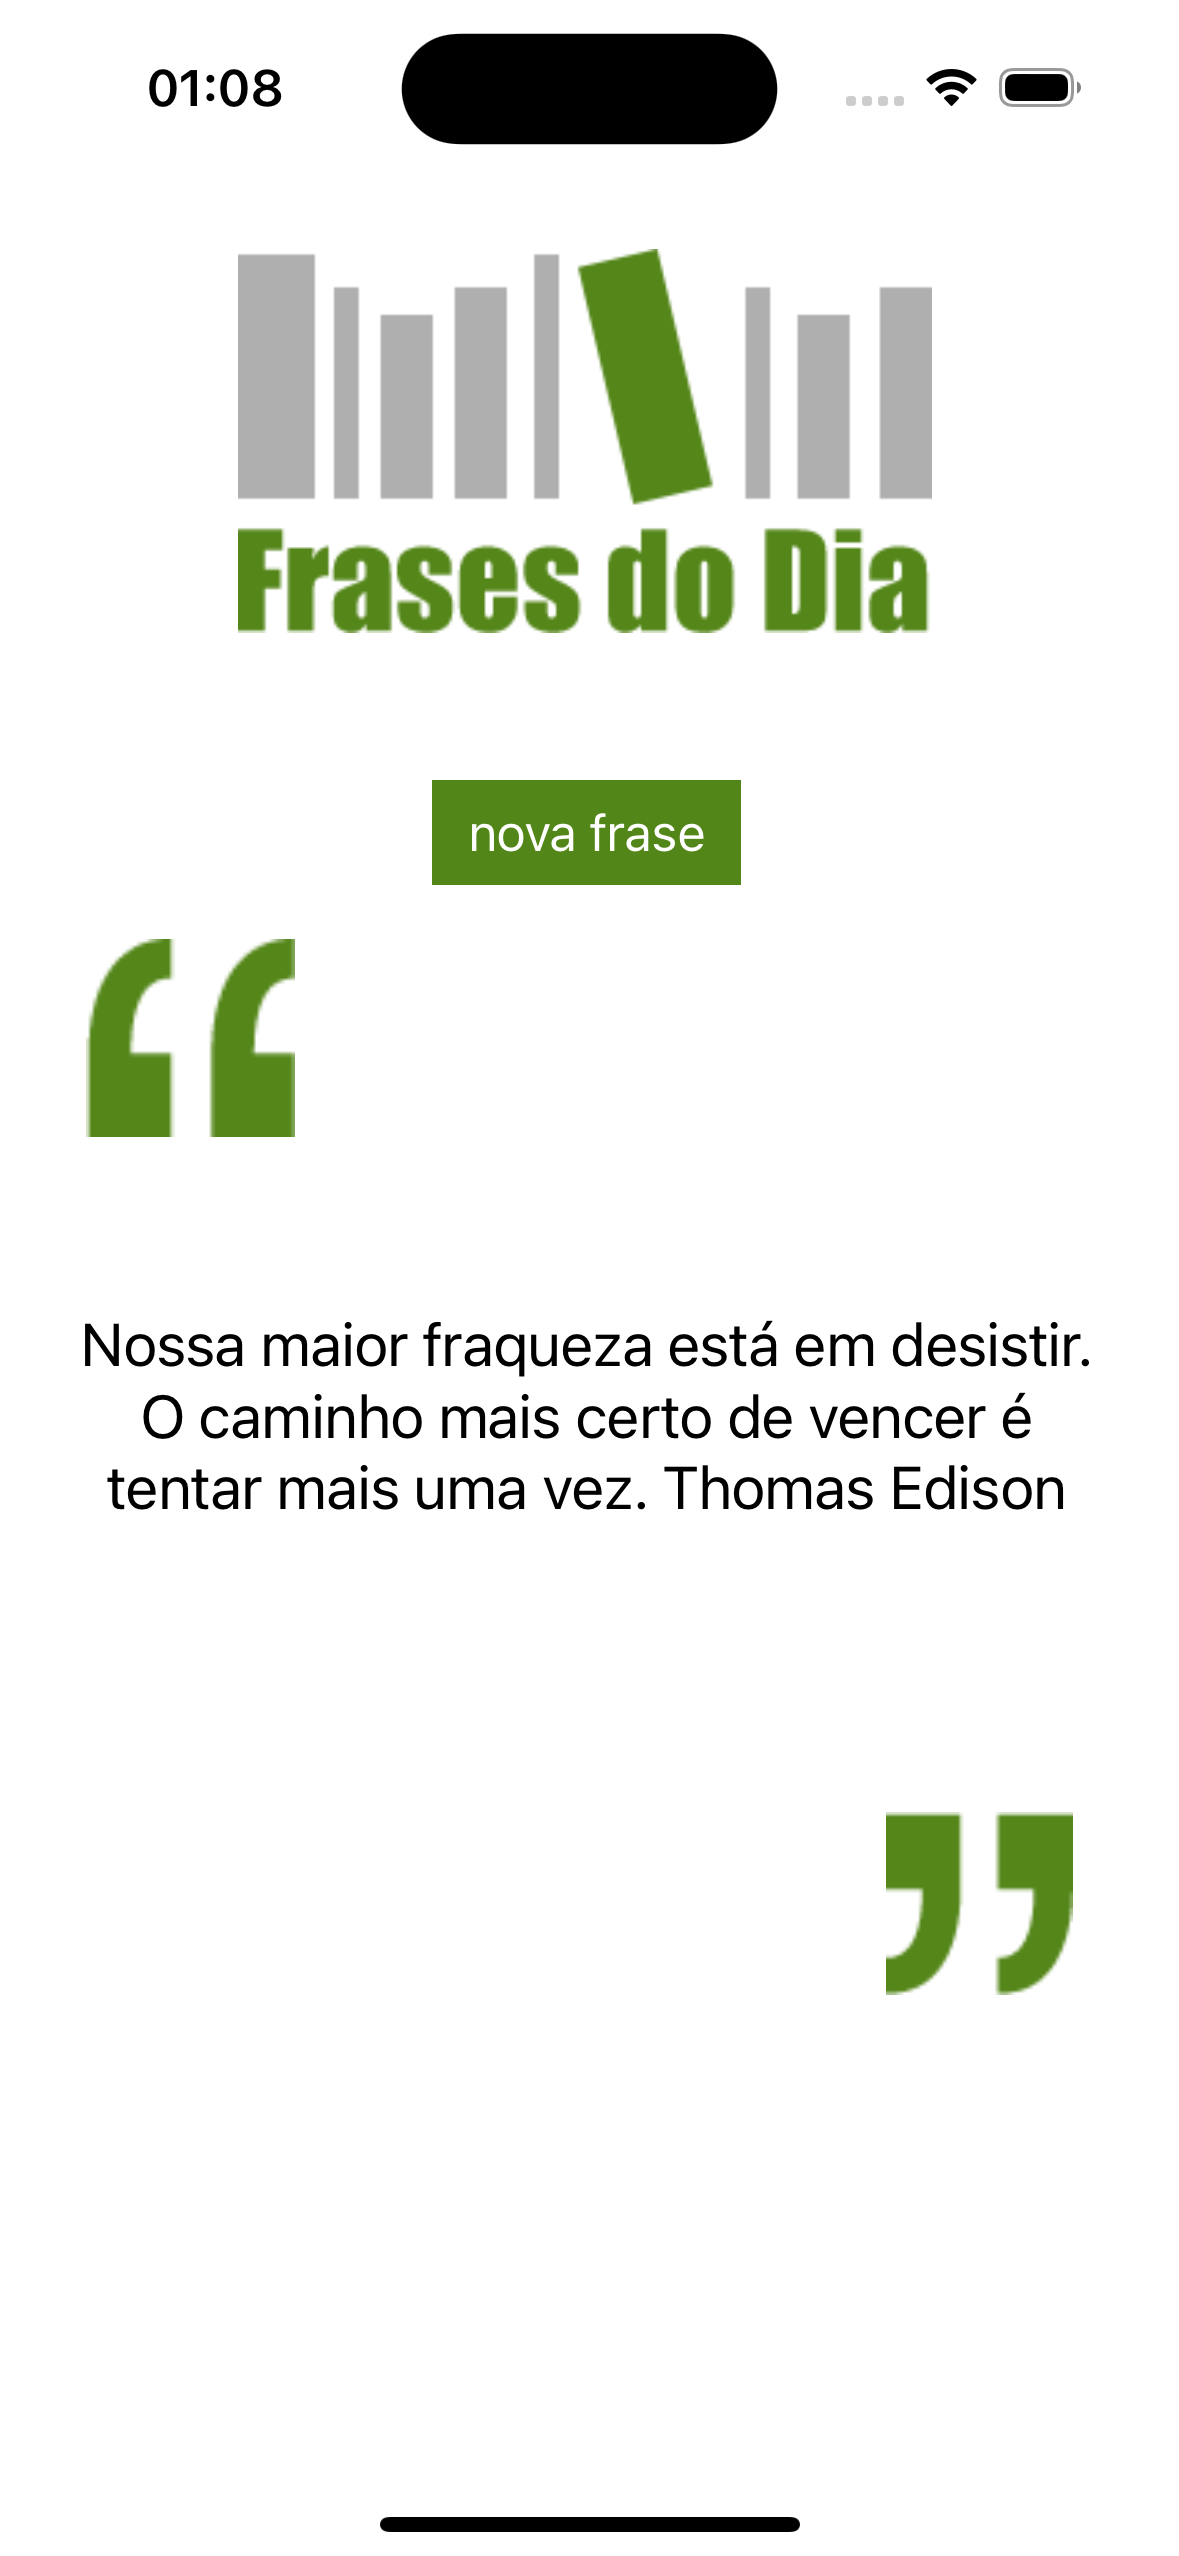 01:08
Frases do Dia
nova frase
Nossa maior fraqueza está em desistir.
O caminho mais certo de vencer é
tentar mais uma vez. Thomas Edison